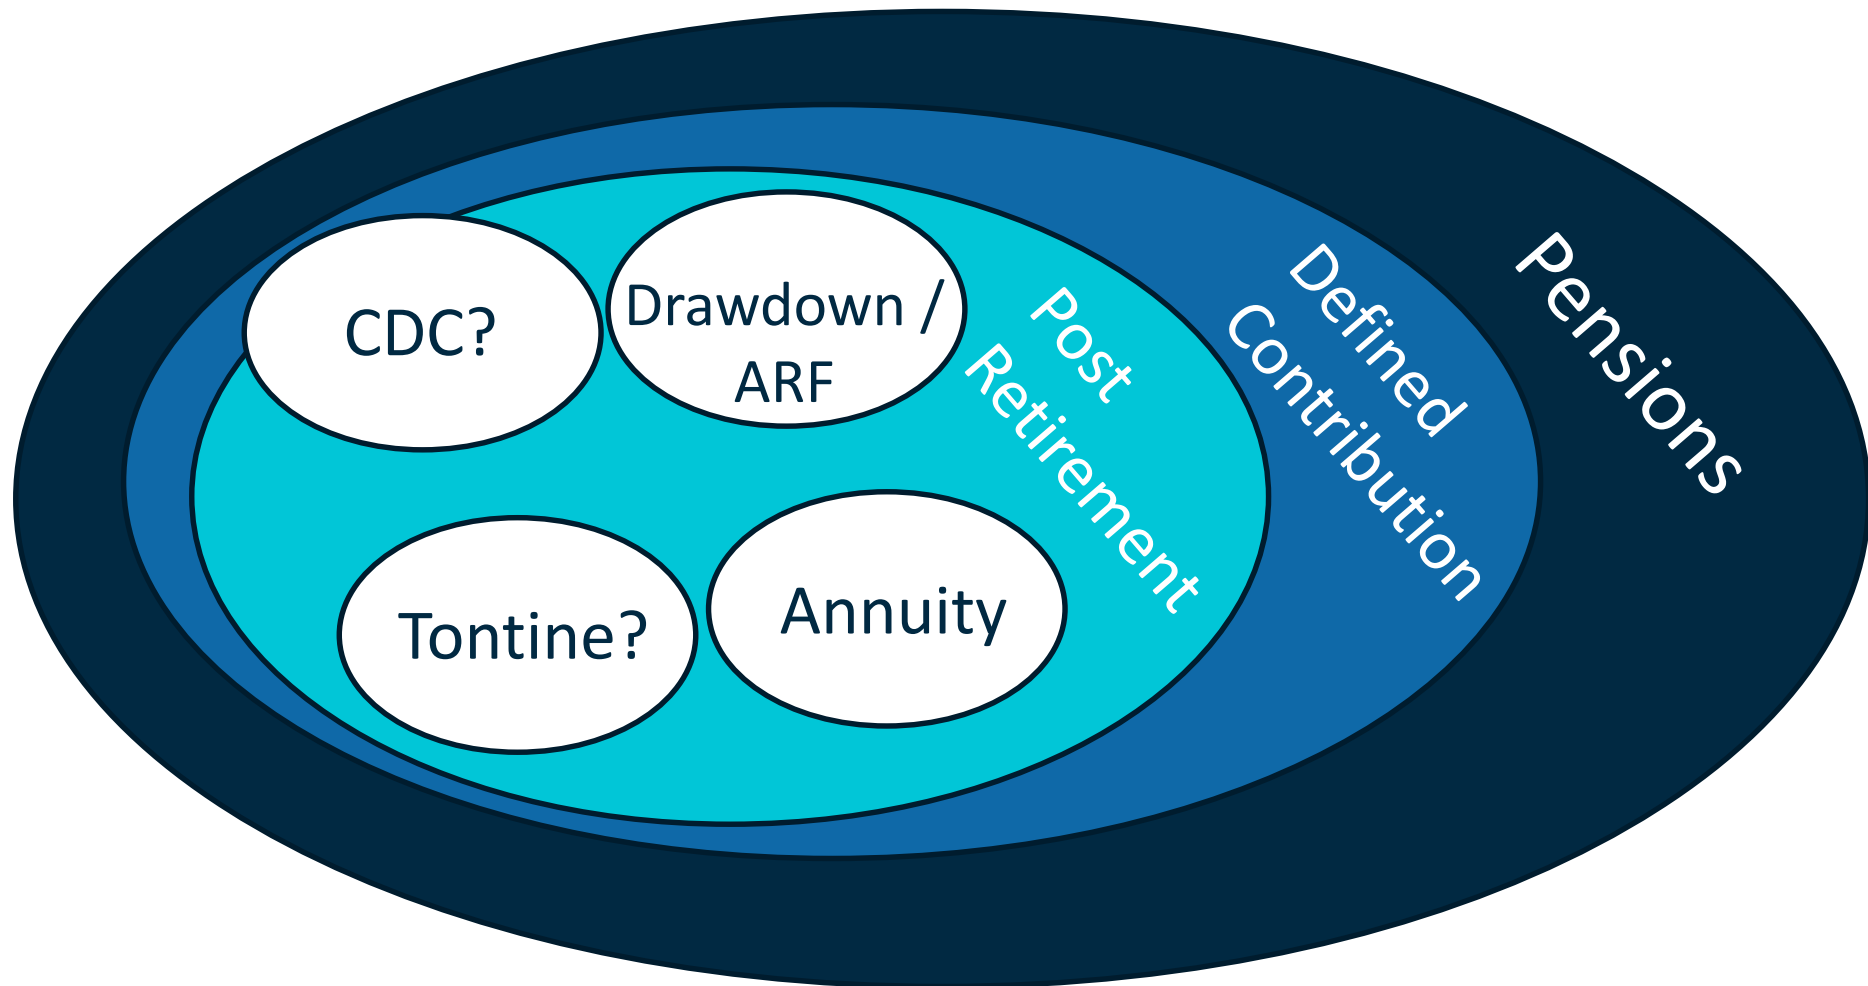 CDC?
Drawdown /
ARF
Tontine?
Annuity
Post
Retirement
Defined
Contribution
Pensions